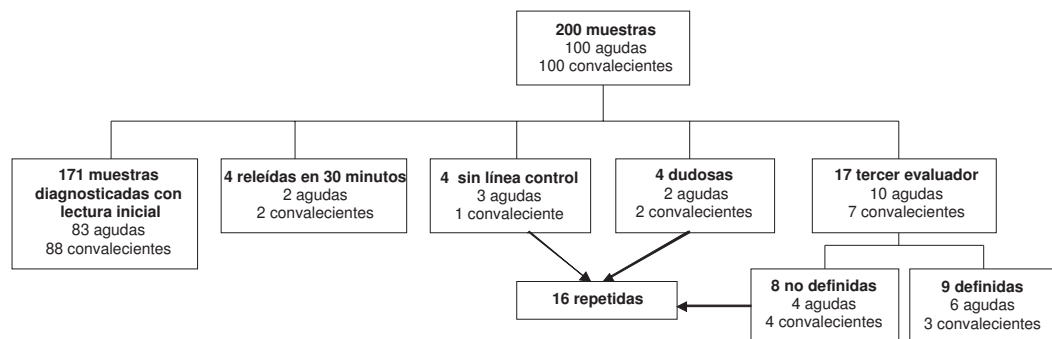 200 muestras
100 agudas
100 convalecientes
171 muestras
diagnosticadas con
lectura inicial
83 agudas
88 convalecientes
4 releídas en 30 minutos
2 agudas
2 convalecientes
4 sin línea control
3 agudas
1 convaleciente
4 dudosas
2 agudas
2 convalecientes
17 tercer evaluador
10 agudas
7 convalecientes
16 repetidas
8 no definidas
4 agudas
4 convalecientes
9 definidas
6 agudas
3 convalecientes